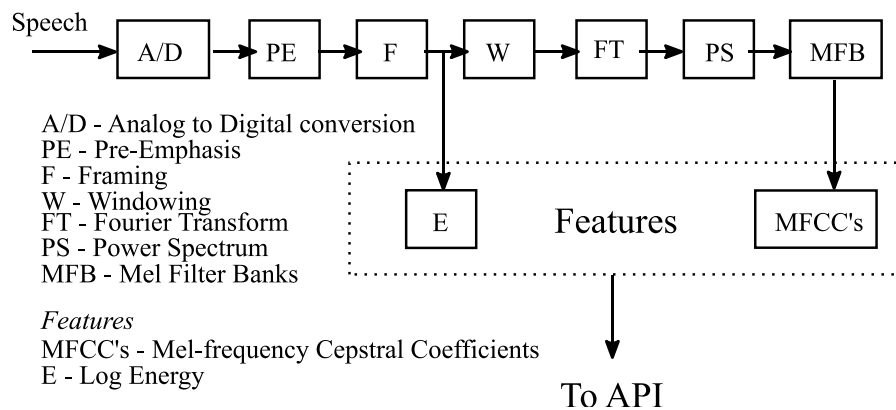 Speech
A/D
PE
F
W
FT
PS
MFB
A/D - Analog to Digital conversion
PE - Pre-Emphasis
F - Framing
W - Windowing
FT - Fourier Transform
PS - Power Spectrum
MFB - Mel Filter Banks
E
Features
MFCC's
Features
MFCC's - Mel-frequency Cepstral Coefficients
E - Log Energy
To API